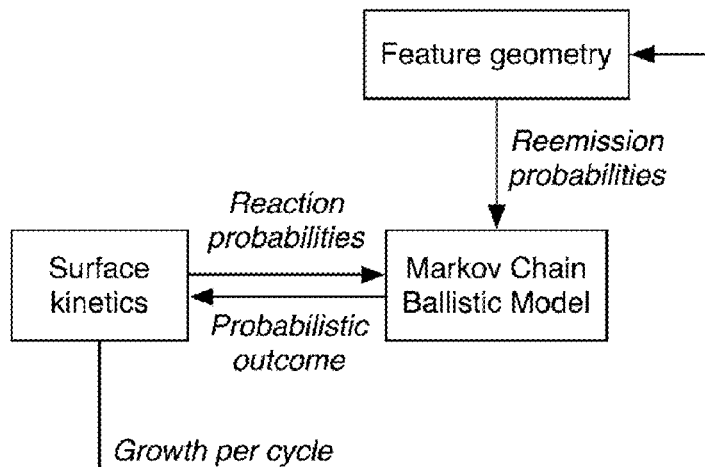 Feature geometry
Reemission
probabilities
Reaction
probabilities
Surface
kinetics
Markov Chain
Ballistic Model
Probabilistic
outcome
Growth per cycle